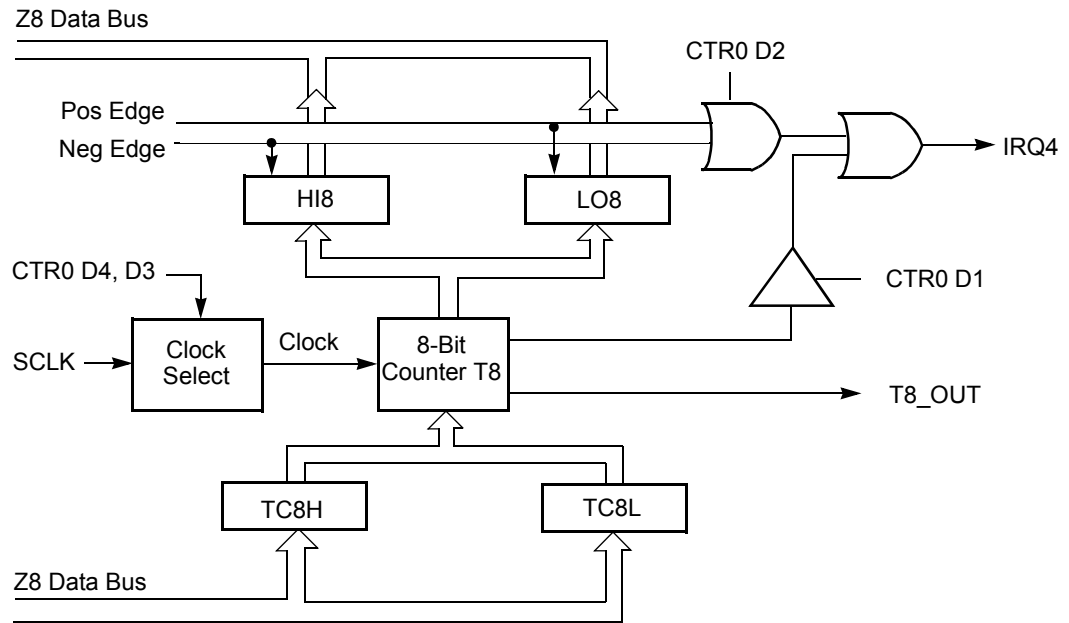 Z8 Data Bus
CTR0 D2
Pos Edge
Neg Edge
IRQ4
HI8
LO8
CTR0 D4, D3
CTR0 D1
SCLK
Clock
Select
Clock
8-Bit
Counter T8
T8_OUT
TC8H
TC8L
Z8 Data Bus